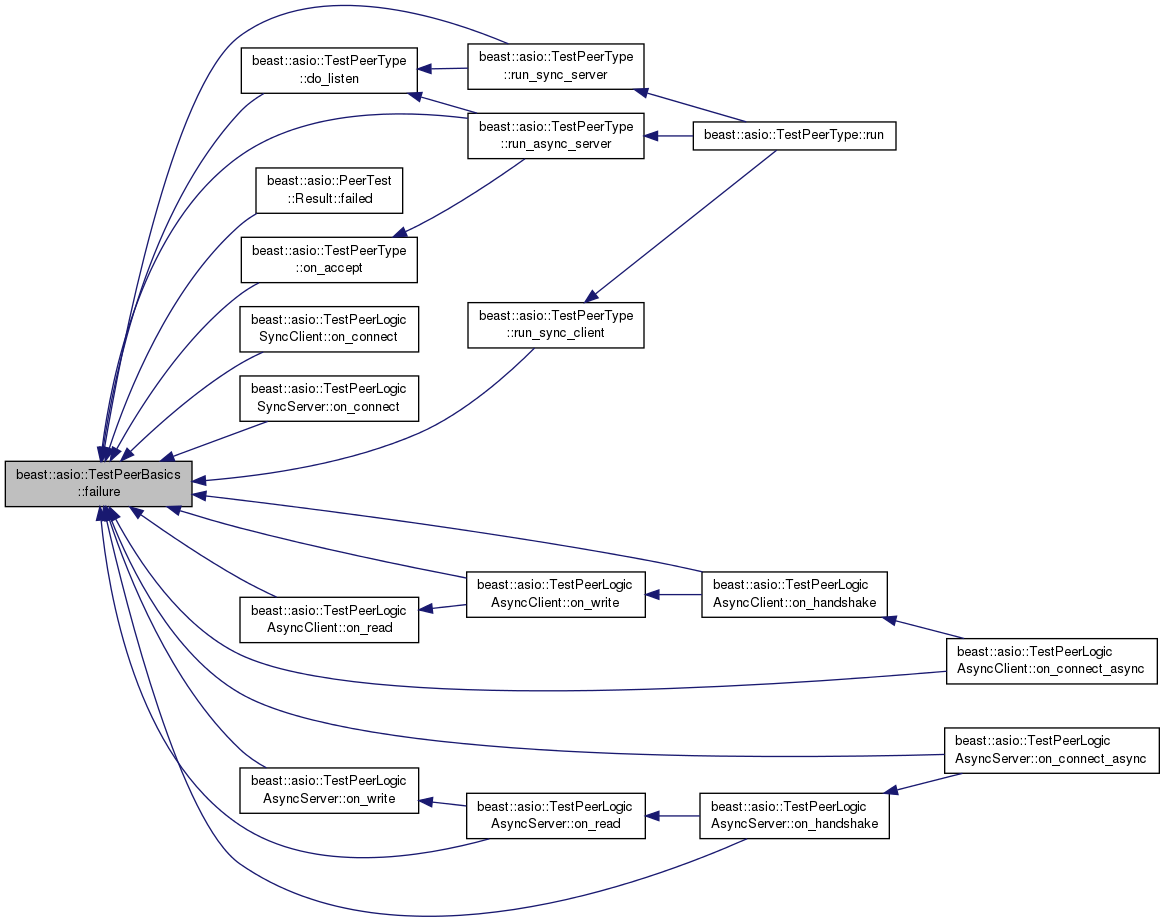 beast::asio::TestPeerType
::run_sync_server
beast::asio::TestPeerType
::do_listen
beast::asio::TestPeerType
::run_async_server
beast::asio::TestPeerType::run
beast::asio::PeerTest
::Result::failed
beast::asio::TestPeerType
::on_accept
beast::asio::TestPeerLogic
SyncClient::on_connect
beast::asio::TestPeerType
::run_sync_client
beast::asio::TestPeerLogic
SyncServer::on_connect
beast::asio::TestPeerBasics
::failure
beast::asio::TestPeerLogic
AsyncClient::on_write
beast::asio::TestPeerLogic
AsyncClient::on_handshake
beast::asio::TestPeerLogic
AsyncClient::on_read
beast::asio::TestPeerLogic
AsyncClient::on_connect_async
beast::asio::TestPeerLogic
AsyncServer::on_connect_async
beast::asio::TestPeerLogic
AsyncServer::on_write
beast::asio::TestPeerLogic
AsyncServer::on_read
beast::asio::TestPeerLogic
AsyncServer::on_handshake